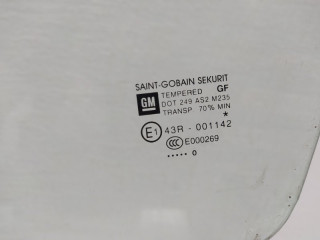 SAINT-GOBAIN SEKURIT
GM TEMPERED GF
DOT 249 AS2 M235
TRANSP 70% MIN
*
E1 43R - 001142
CCC E000269
••••• 0